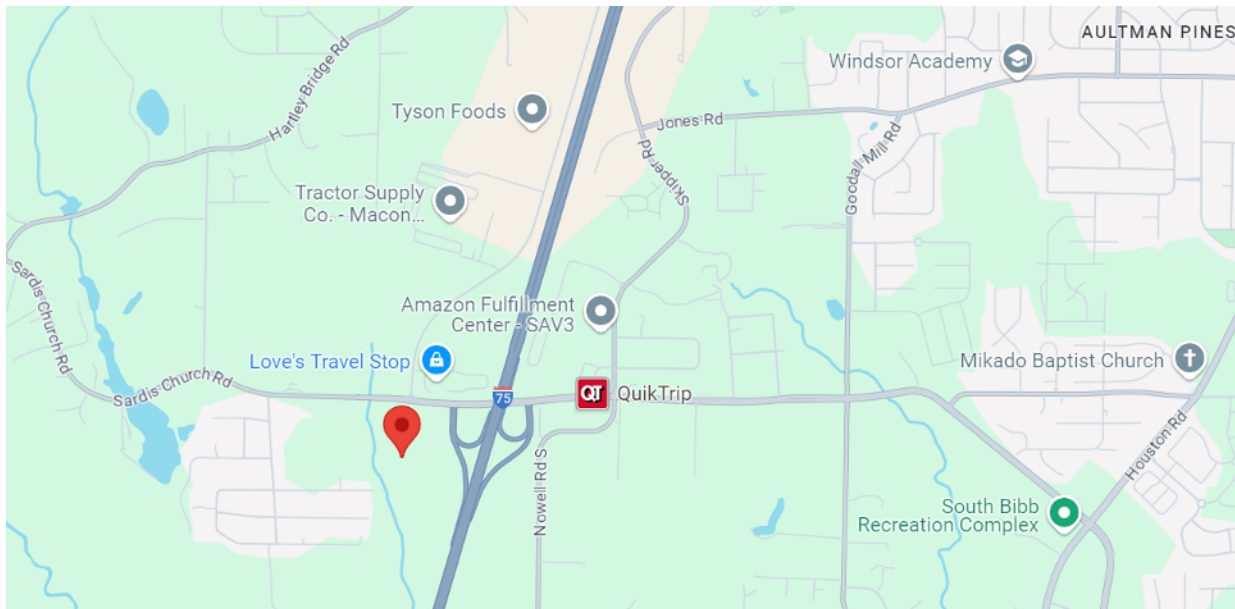 AULTMAN PINES
Windsor Academy
Hartley Bridge Rd
Tyson Foods
Jones Rd
Skipper Rd
Goodall Mill Rd
Tractor Supply
Co. - Macon...
Sardis Church Rd
Amazon Fulfillment
Center - SAV3
Love's Travel Stop
Mikado Baptist Church
Sardis Church Rd
75
QT
QuikTrip
Houston Rd
Nowell Rd S
South Bibb
Recreation Complex